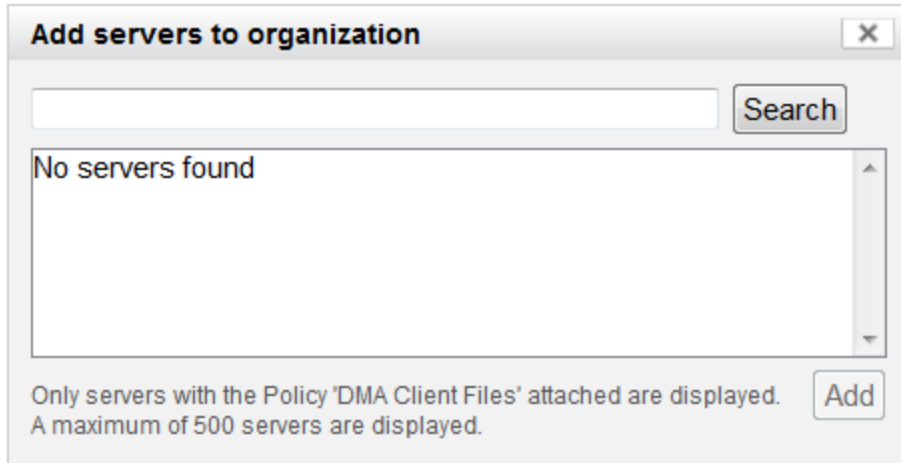 Add servers to organization
Search
No servers found
Only servers with the Policy 'DMA Client Files' attached are displayed.
Add
A maximum of 500 servers are displayed.